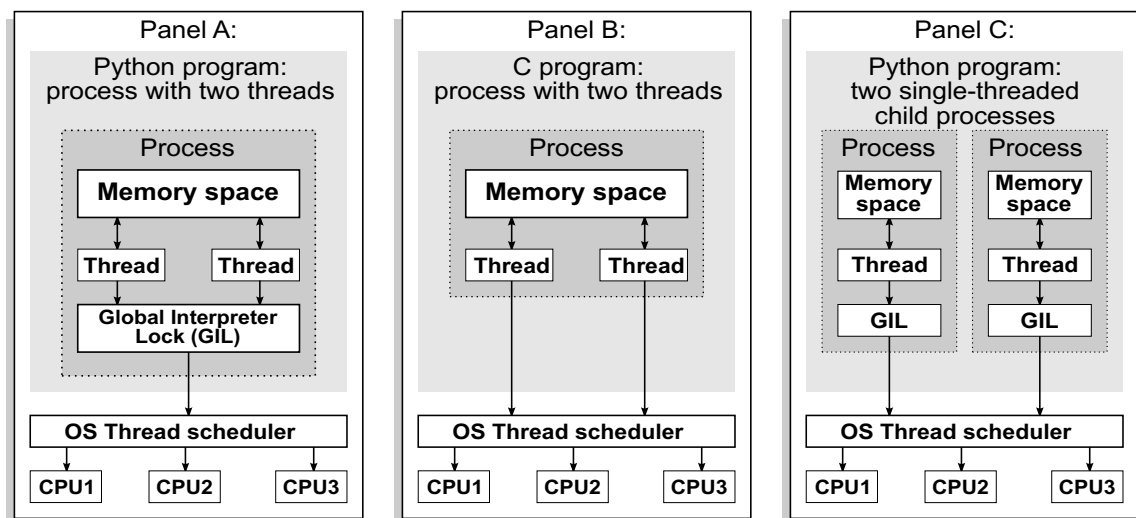 Panel A:
Python program:
process with two threads
Process
Memory space
Thread
Thread
Global Interpreter
Lock (GIL)
OS Thread scheduler
CPU1
CPU2
CPU3
Panel B:
C program:
process with two threads
Process
Memory space
Thread
Thread
OS Thread scheduler
CPU1
CPU2
CPU3
Panel C:
Python program:
two single-threaded
child processes
Process
Memory
space
Thread
GIL
Process
Memory
space
Thread
GIL
OS Thread scheduler
CPU1
CPU2
CPU3